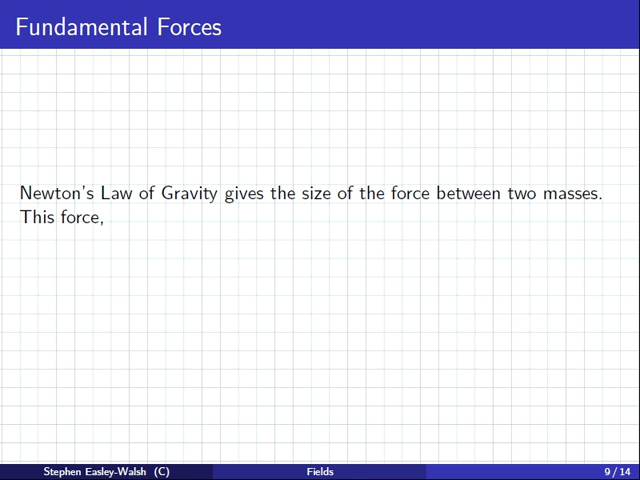 Fundamental Forces
Newton's Law of Gravity gives the size of the force between two masses.
This force,
Stephen Easley-Walsh (C)
Fields
9 / 14